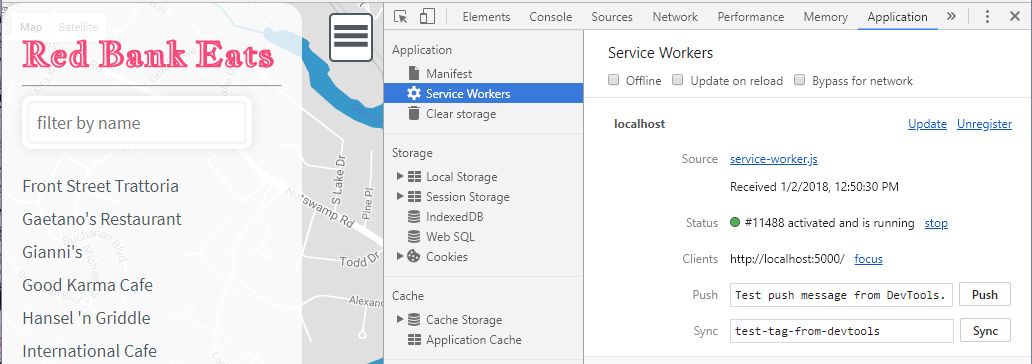 Map Satellite
Red Bank Eats
filter by name
Front Street Trattoria
Gaetano's Restaurant
Gianni's
Good Karma Cafe
Hansel 'n Griddle
International Cafe
S Lake Dr
Pine Pl
Nutswamp Rd
Todd Dr
Buchanan Blvd
Elements Console Sources Network Performance Memory Application »
Application
Manifest
Service Workers
Clear storage
Storage
Local Storage
Session Storage
IndexedDB
Web SQL
Cookies
Cache
Cache Storage
Application Cache
Service Workers
Offline Update on reload Bypass for network
localhost Update Unregister
Source service-worker.js
Received 1/2/2018, 12:50:30 PM
Status #11488 activated and is running stop
Clients http://localhost:5000/ focus
Push Test push message from DevTools. Push
Sync test-tag-from-devtools Sync